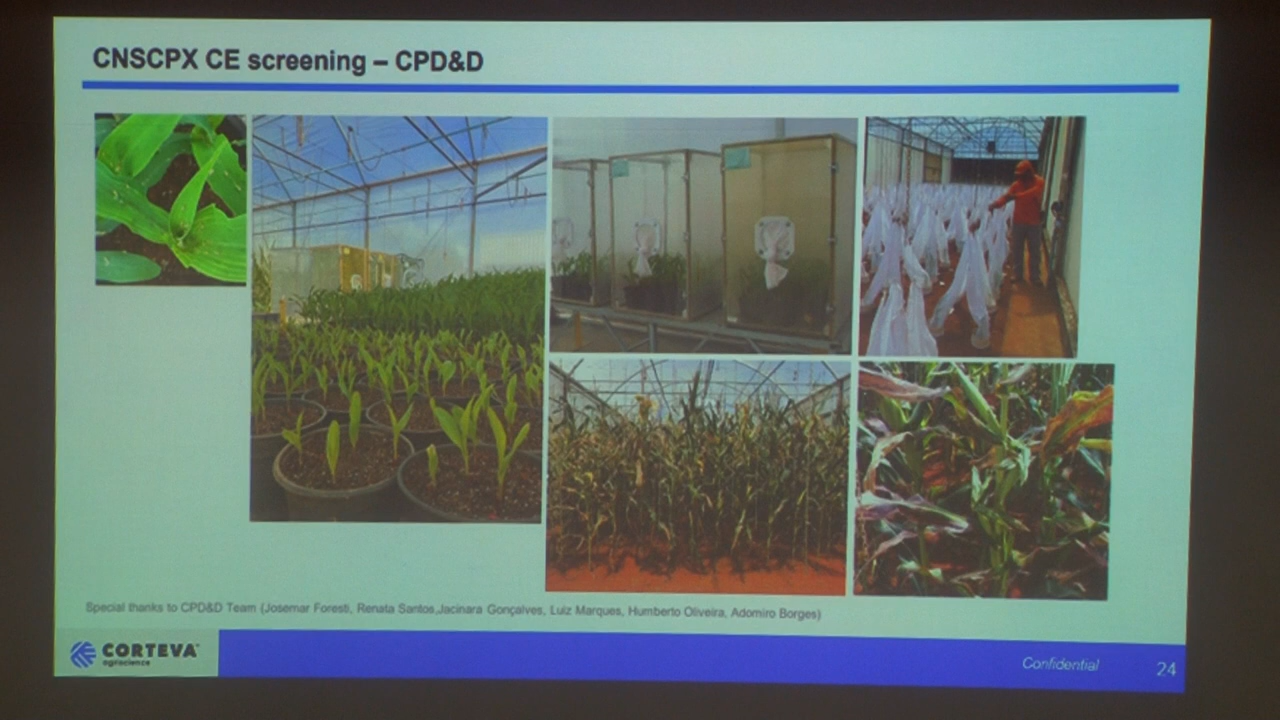 CNSCPX CE screening – CPD&D
Special thanks to CPD&D Team (Josemar Foresti, Renata Santos,Jacinara Gonçalves, Luiz Marques, Humberto Oliveira, Adomiro Borges)
CORTEVA
agriscience
Confidential
24